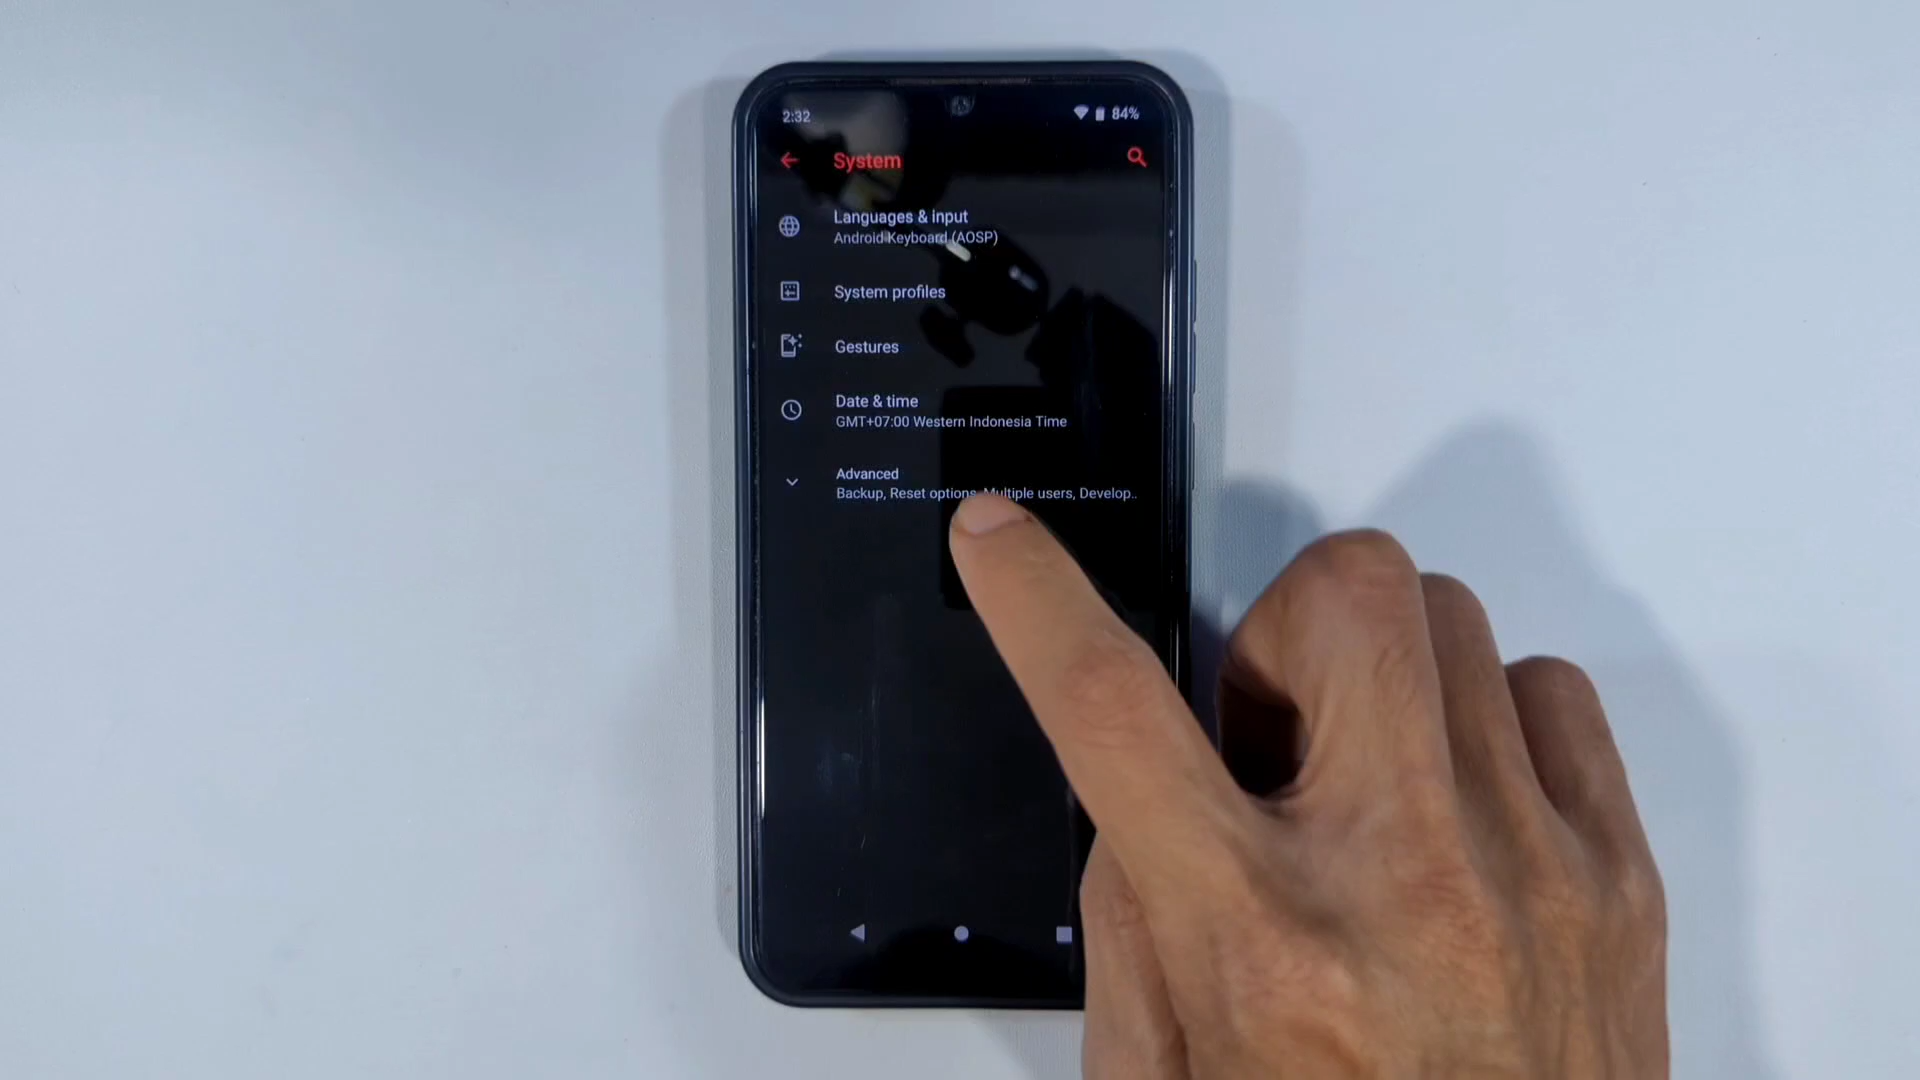 2:32
84%
System
Languages & input
Android Keyboard (AOSP)
System profiles
Gestures
Date & time
GMT+07:00 Western Indonesia Time
Advanced
Backup, Reset options, Multiple users, Develop..